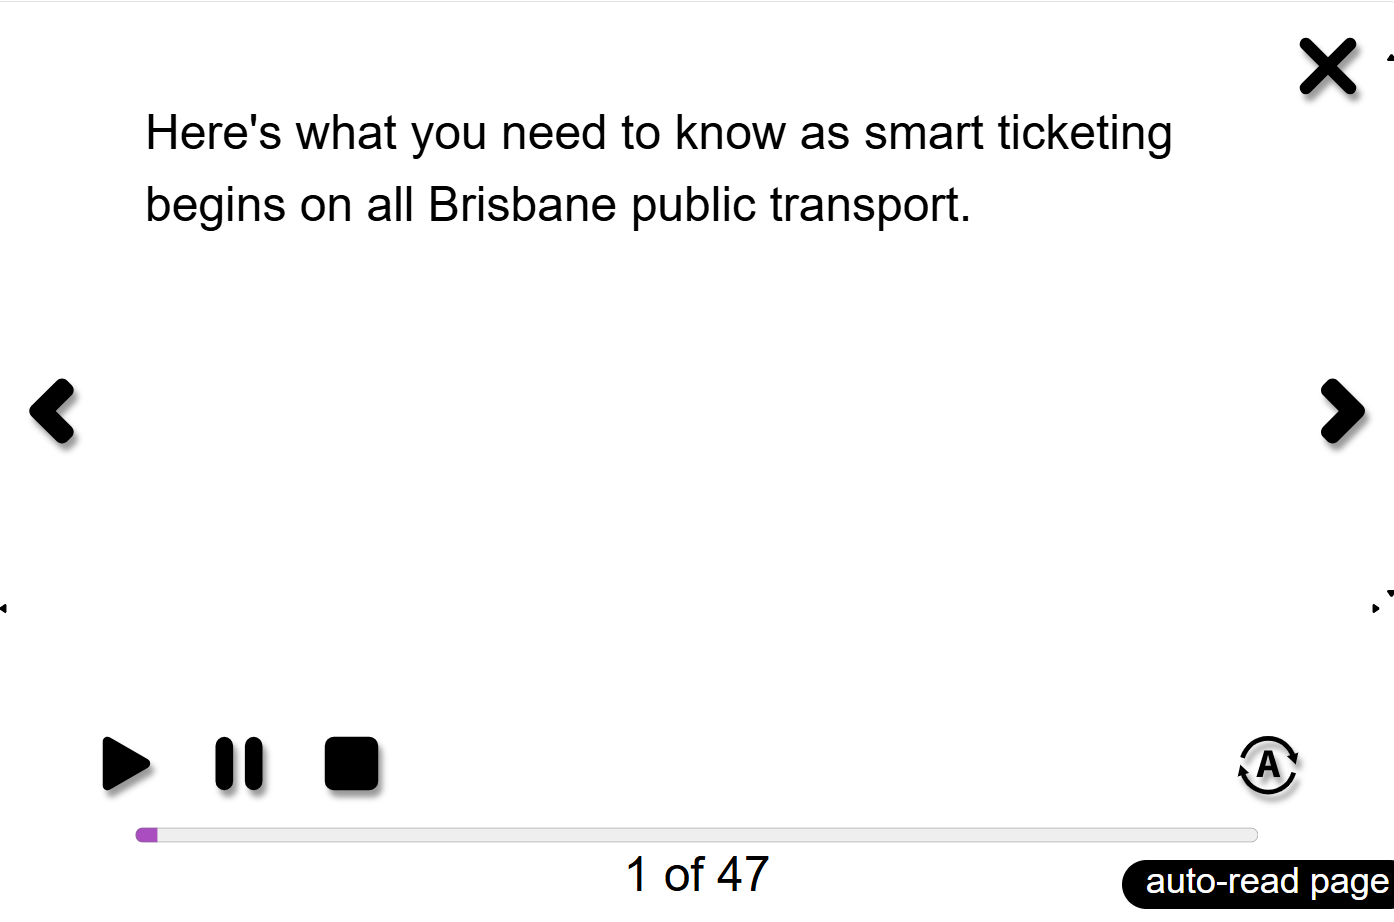 Here's what you need to know as smart ticketing
begins on all Brisbane public transport.
A
1 of 47
auto-read page